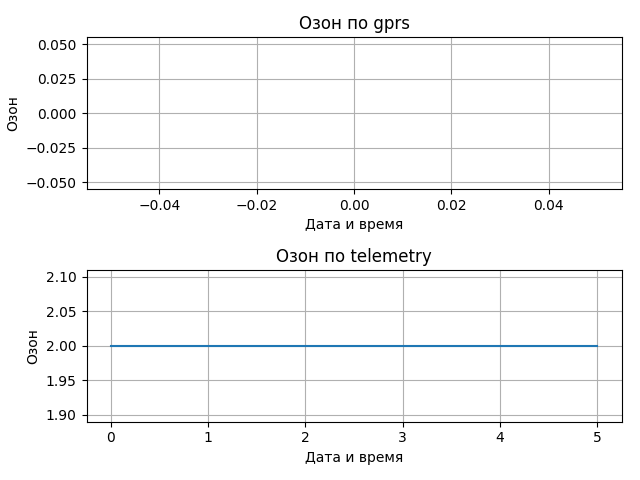 Озон по gprs
0.050
0.025
0.000
−0.025
−0.050
Озон
−0.04 −0.02 0.00 0.02 0.04
Дата и время
Озон по telemetry
2.10
2.05
2.00
1.95
1.90
Озон
0 1 2 3 4 5
Дата и время